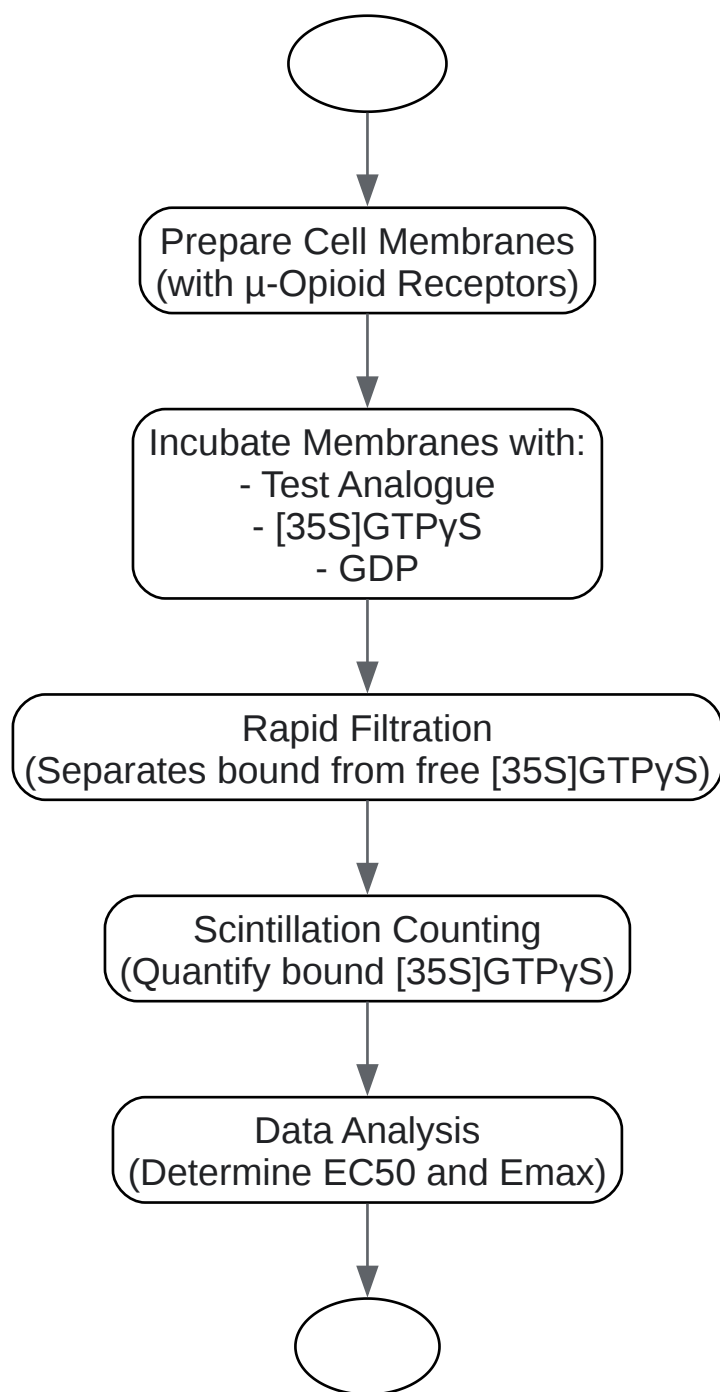 Prepare Cell Membranes
(with µ-Opioid Receptors)
Incubate Membranes with:
- Test Analogue
- [35S]GTPγS
- GDP
Rapid Filtration
(Separates bound from free [35S]GTPγS)
Scintillation Counting
(Quantify bound [35S]GTPγS)
Data Analysis
(Determine EC50 and Emax)